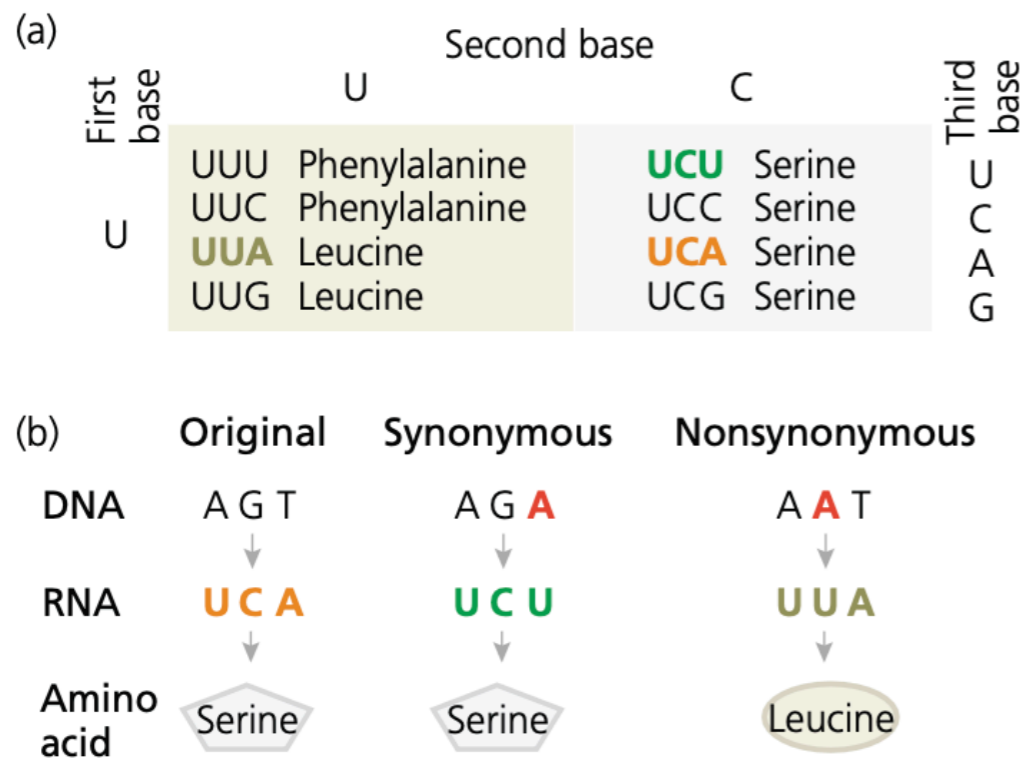 (a)
Second base
First base
U C
Third base
UUU Phenylalanine UCU Serine U
UUC Phenylalanine UCC Serine C
U
UUA Leucine UCA Serine A
UUG Leucine UCG Serine G
(b) Original Synonymous Nonsynonymous
DNA A G T A G A A A T
RNA U C A U C U U U A
Amino acid Serine Serine Leucine